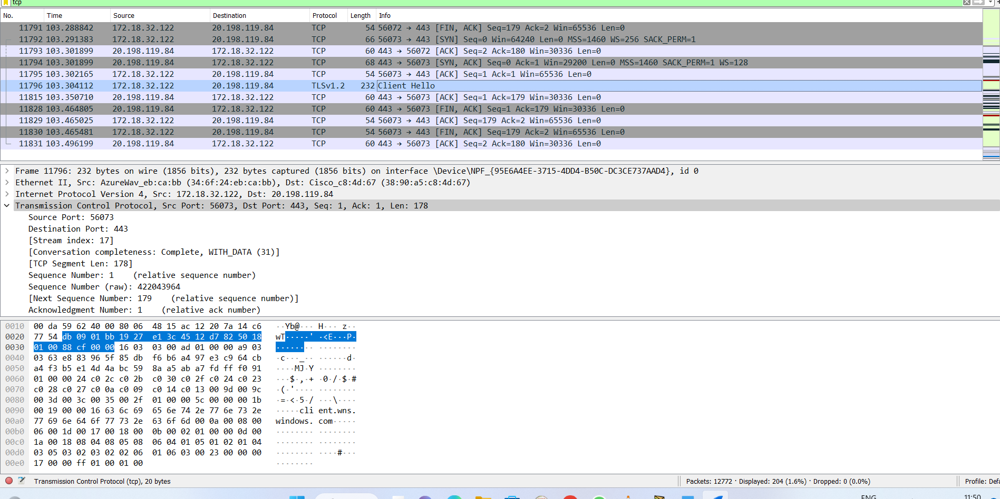 tcp
No. Time Source Destination Protocol Length Info
11791 103.288842 172.18.32.122 20.198.119.84 TCP 54 56072 → 443 [FIN, ACK] Seq=179 Ack=2 Win=65536 Len=0
11792 103.291383 172.18.32.122 20.198.119.84 TCP 66 56073 → 443 [SYN] Seq=0 Win=64240 Len=0 MSS=1460 WS=256 SACK_PERM=1
11793 103.301899 20.198.119.84 172.18.32.122 TCP 60 443 → 56072 [ACK] Seq=2 Ack=180 Win=30336 Len=0
11794 103.301899 20.198.119.84 172.18.32.122 TCP 68 443 → 56073 [SYN, ACK] Seq=0 Ack=1 Win=29200 Len=0 MSS=1460 SACK_PERM=1 WS=128
11795 103.302165 172.18.32.122 20.198.119.84 TCP 54 56073 → 443 [ACK] Seq=1 Ack=1 Win=65536 Len=0
11796 103.304112 172.18.32.122 20.198.119.84 TLSv1.2 232 Client Hello
11815 103.350710 20.198.119.84 172.18.32.122 TCP 60 443 → 56073 [ACK] Seq=1 Ack=179 Win=30336 Len=0
11828 103.464805 20.198.119.84 172.18.32.122 TCP 60 443 → 56073 [FIN, ACK] Seq=1 Ack=179 Win=30336 Len=0
11829 103.465025 172.18.32.122 20.198.119.84 TCP 54 56073 → 443 [ACK] Seq=179 Ack=2 Win=65536 Len=0
11830 103.465481 172.18.32.122 20.198.119.84 TCP 54 56073 → 443 [FIN, ACK] Seq=179 Ack=2 Win=65536 Len=0
11831 103.496199 20.198.119.84 172.18.32.122 TCP 60 443 → 56073 [ACK] Seq=2 Ack=180 Win=30336 Len=0
Frame 11796: 232 bytes on wire (1856 bits), 232 bytes captured (1856 bits) on interface \Device\NPF_{95E6A4EE-3715-4DD4-B50C-DC3CE737AAD4}, id 0
Ethernet II, Src: AzureWav_eb:ca:bb (34:6f:24:eb:ca:bb), Dst: Cisco_c8:4d:67 (38:90:a5:c8:4d:67)
Internet Protocol Version 4, Src: 172.18.32.122, Dst: 20.198.119.84
Transmission Control Protocol, Src Port: 56073, Dst Port: 443, Seq: 1, Ack: 1, Len: 178
Source Port: 56073
Destination Port: 443
[Stream index: 17]
[Conversation completeness: Complete, WITH_DATA (31)]
[TCP Segment Len: 178]
Sequence Number: 1 (relative sequence number)
Sequence Number (raw): 422043964
[Next Sequence Number: 179 (relative sequence number)]
Acknowledgment Number: 1 (relative ack number)
0010 00 da 59 62 40 00 80 06 48 15 ac 12 20 7a 14 c6 ··Yb@··· H··· z··
0020 77 54 db 09 01 bb 19 27 e1 3c 45 12 d7 82 50 18 wT·····' ·<E···P·
0030 01 00 88 cf 00 00 16 03 03 00 ad 01 00 00 a9 03 ········ ········
0040 03 63 e8 83 96 5f 85 db f6 b6 a4 97 e3 c9 64 cb ·c···_·· ······d·
0050 a4 f3 b5 e1 4d 4a bc 59 8a a5 ab a7 fd ff f0 91 ····MJ·Y ········
0060 01 00 00 24 c0 2c c0 2b c0 30 c0 2f c0 24 c0 23 ···$·,·+ ·0·/·$·#
0070 c0 28 c0 27 c0 0a c0 09 c0 14 c0 13 00 9d 00 9c ·(·'···· ········
0080 00 3d 00 3c 00 35 00 2f 01 00 00 5c 00 00 00 1b ·=·<·5·/ ···\····
0090 00 19 00 00 16 63 6c 69 65 6e 74 2e 77 6e 73 2e ·····cli ent.wns.
00a0 77 69 6e 64 6f 77 73 2e 63 6f 6d 00 0a 00 08 00 windows. com·····
00b0 06 00 1d 00 17 00 18 00 0b 00 02 01 00 00 0d 00 ········ ········
00c0 1a 00 18 08 04 08 05 08 06 04 01 05 01 02 01 04 ········ ········
00d0 03 05 03 02 03 02 02 06 01 06 03 00 23 00 00 00 ········ ····#···
00e0 17 00 00 ff 01 00 01 00 ········
Transmission Control Protocol (tcp), 20 bytes Packets: 12772 · Displayed: 204 (1.6%) · Dropped: 0 (0.0%) Profile: Defa
ENG 11:50